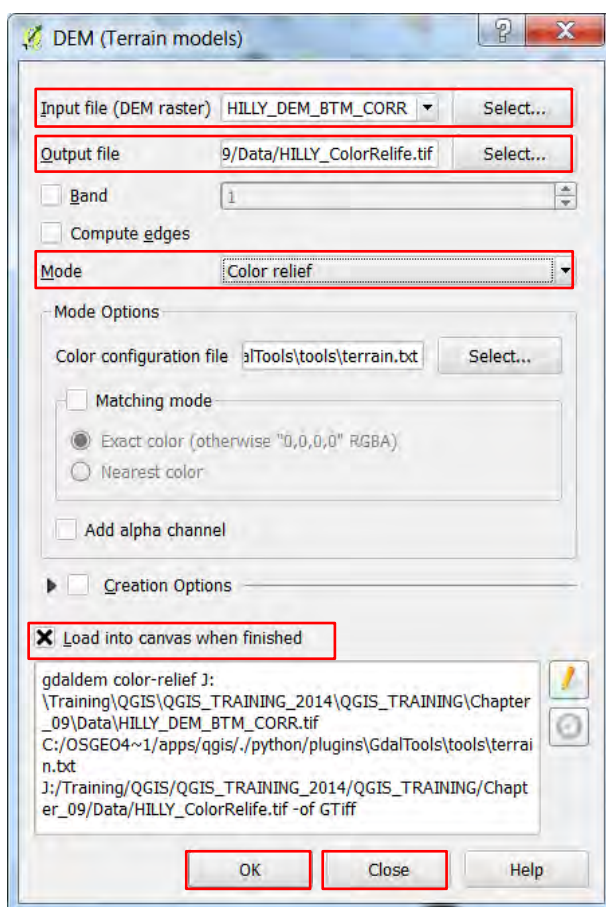 DEM (Terrain models)
Input file (DEM raster) HILLY_DEM_BTM_CORR Select...
Output file 9/Data/HILLY_ColorRelife.tif Select...
Band 1
Compute edges
Mode Color relief
Mode Options
Color configuration file alTools\tools\terrain.txt Select...
Matching mode
Exact color (otherwise "0,0,0,0" RGBA)
Nearest color
Add alpha channel
Creation Options
Load into canvas when finished
gdaldem color-relief J:
\Training\QGIS\QGIS_TRAINING_2014\QGIS_TRAINING\Chapter
_09\Data\HILLY_DEM_BTM_CORR.tif
C:/OSGEO4~1/apps/qgis/./python/plugins\GdalTools\tools\terrai
n.txt
J:/Training/QGIS/QGIS_TRAINING_2014/QGIS_TRAINING/Chapt
er_09/Data/HILLY_ColorRelife.tif -of GTiff
OK Close Help